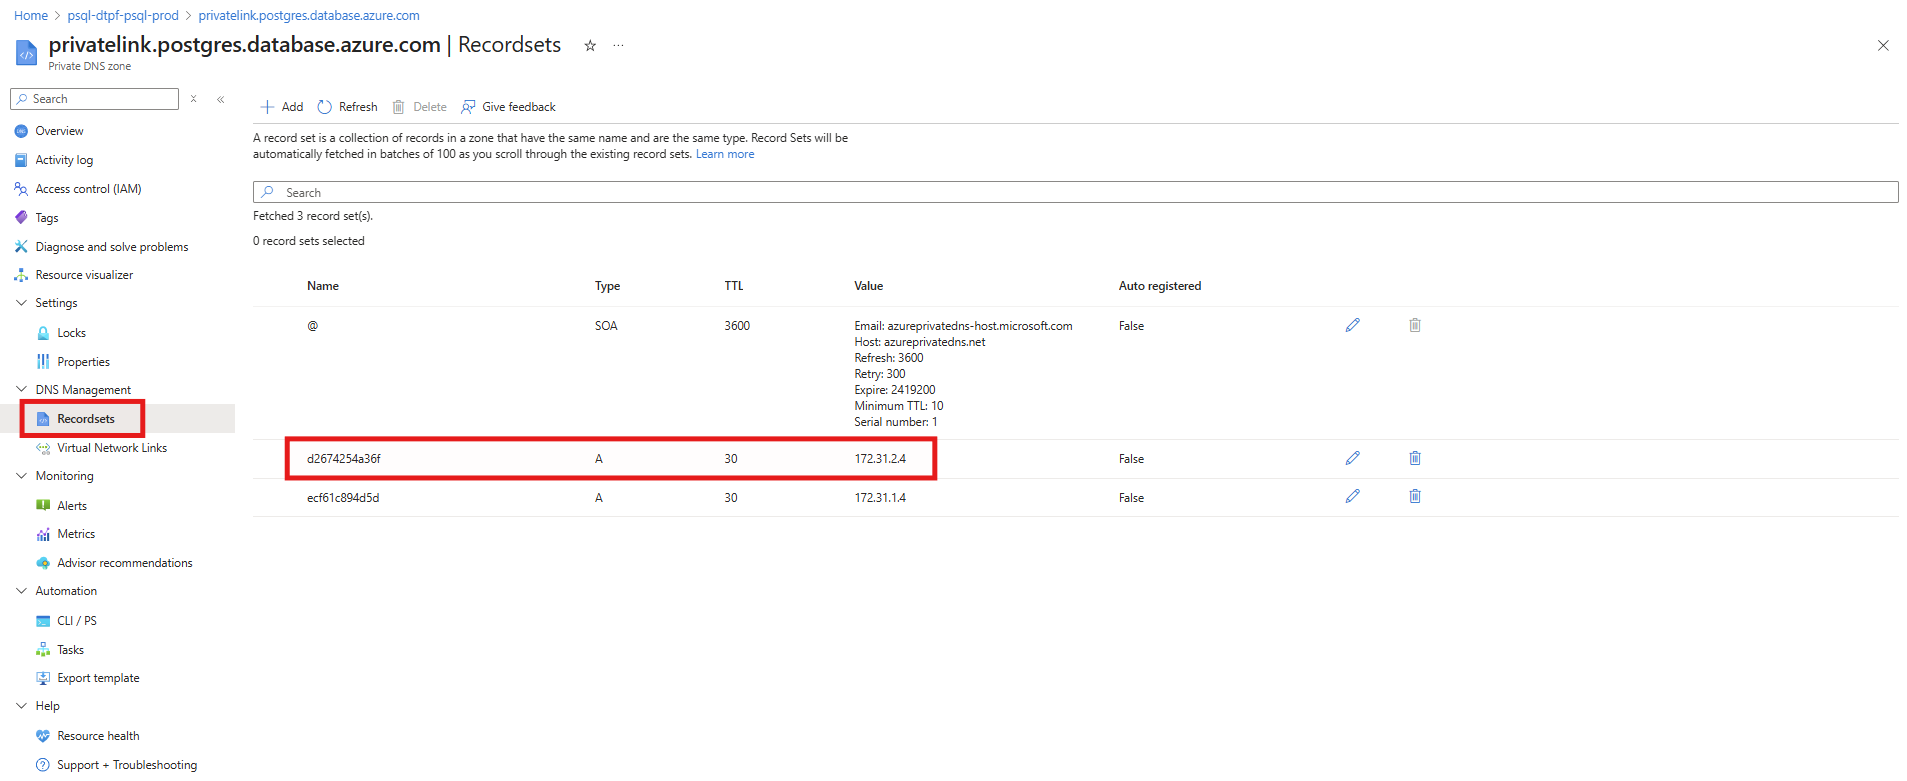 Home > psql-dtpf-psql-prod > privatelink.postgres.database.azure.com
privatelink.postgres.database.azure.com | Recordsets
Private DNS zone
Search
Overview
Activity log
Access control (IAM)
Tags
Diagnose and solve problems
Resource visualizer
Settings
Locks
Properties
DNS Management
Recordsets
Virtual Network Links
Monitoring
Alerts
Metrics
Advisor recommendations
Automation
CLI / PS
Tasks
Export template
Help
Resource health
Support + Troubleshooting
Add Refresh Delete Give feedback
A record set is a collection of records in a zone that have the same name and are the same type. Record Sets will be
automatically fetched in batches of 100 as you scroll through the existing record sets. Learn more
Search
Fetched 3 record set(s).
0 record sets selected
Name Type TTL Value Auto registered
@ SOA 3600 Email: azureprivatedns-host.microsoft.com False
Host: azureprivatedns.net
Refresh: 3600
Retry: 300
Expire: 2419200
Minimum TTL: 10
Serial number: 1
d2674254a36f A 30 172.31.2.4 False
ecf61c894d5d A 30 172.31.1.4 False